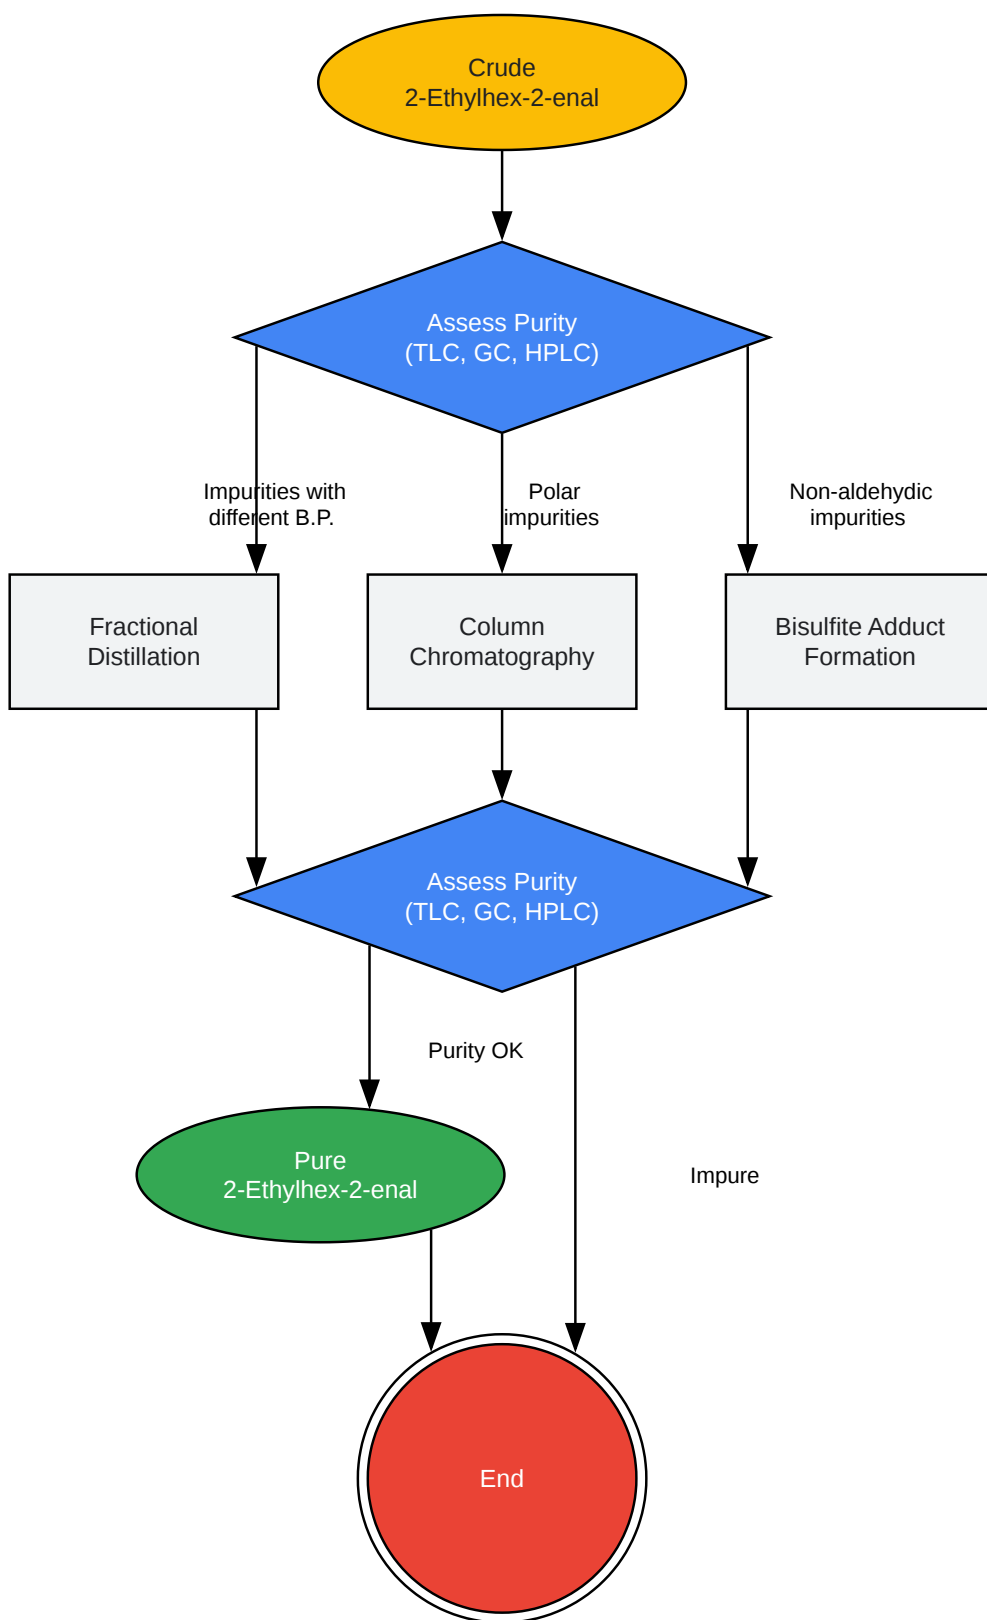 Crude
2-Ethylhex-2-enal
Assess Purity
(TLC, GC, HPLC)
Impurities with
different B.P.
Polar
impurities
Non-aldehydic
impurities
Fractional
Distillation
Column
Chromatography
Bisulfite Adduct
Formation
Assess Purity
(TLC, GC, HPLC)
Purity OK
Pure
2-Ethylhex-2-enal
Impure
End